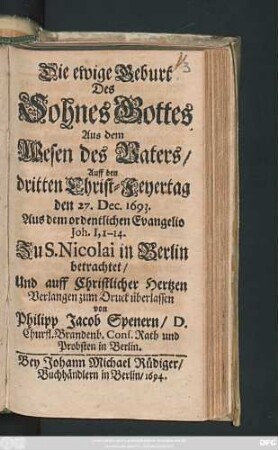 Die ewige Geburt
Des
Sohnes Gottes
Aus dem
Wesen des Vaters/
Auff den
dritten Christ-Feyertag
den 27. Dec. 1693.
Aus dem ordentlichen Evangelio
Joh. I, 1-14.
Zu S. Nicolai in Berlin
betrachtet/
Und auff Christlicher Hertzen
Verlangen zum Druck überlassen
von
Philipp Jacob Spenern/ D.
Churfl. Brandenb. Cons. Rath und
Probsten in Berlin.
Bey Johann Michael Rüdiger/
Buchhändlern in Berlin/ 1694.